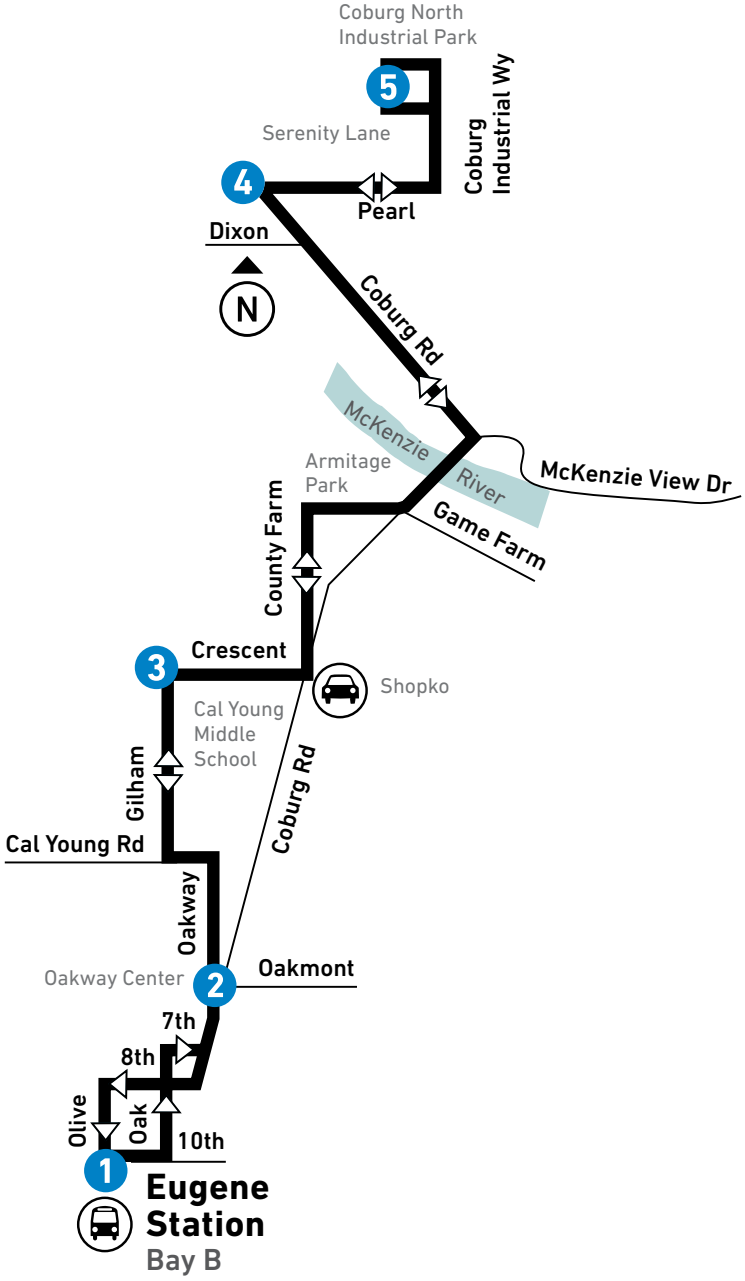 Coburg North
Industrial Park
5
Coburg
Industrial Wy
Serenity Lane
4
Pearl
Dixon
N
Coburg Rd
McKenzie
River
McKenzie View Dr
Armitage
Park
Game Farm
County Farm
Crescent
3
Shopko
Cal Young
Middle
School
Gilham
Coburg Rd
Cal Young Rd
Oakway
Oakway Center
2
Oakmont
7th
8th
Olive
Oak
10th
1
Eugene
Station
Bay B